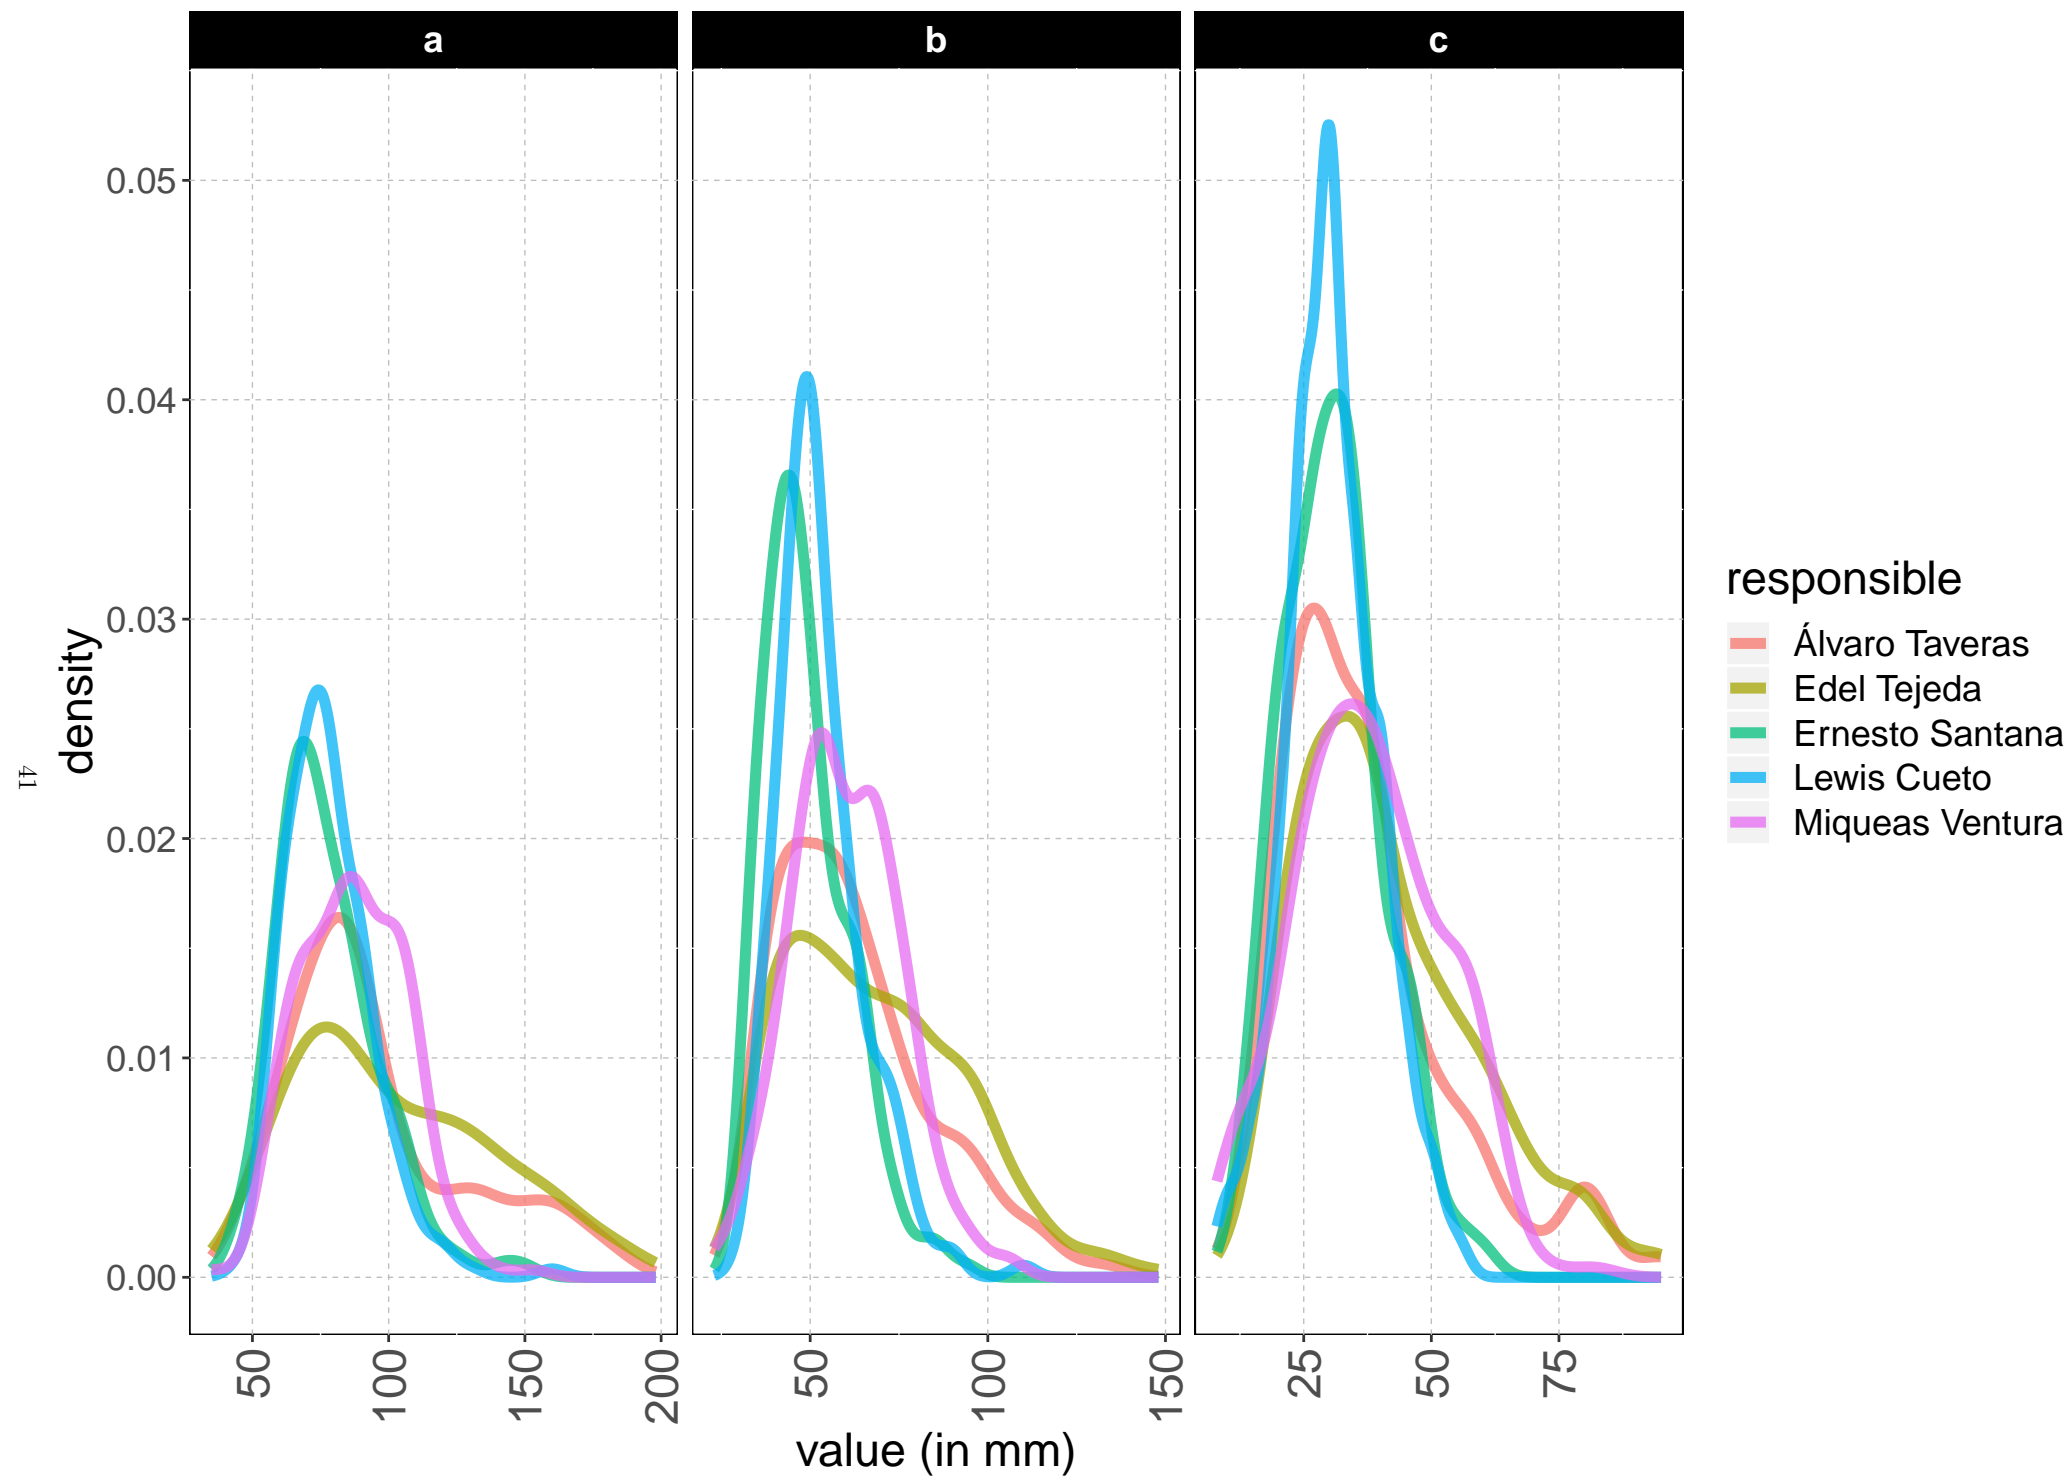 a b c
0.05
0.04
0.03
0.02
0.01
0.00
density
41
50 100 150 200 50 100 150 25 50 75
value (in mm)
responsible
Álvaro Taveras
Edel Tejeda
Ernesto Santana
Lewis Cueto
Miqueas Ventura